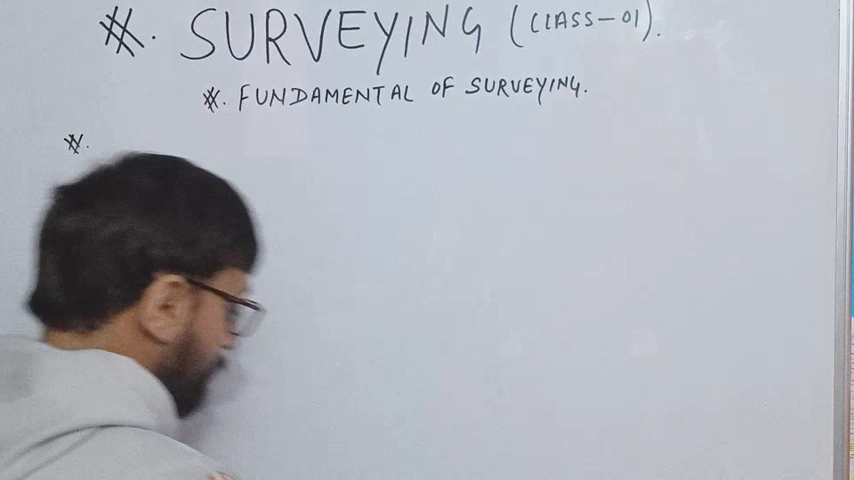 ※. SURVEYING (CLASS-01).
※. FUNDAMENTAL OF SURVEYING.
※.